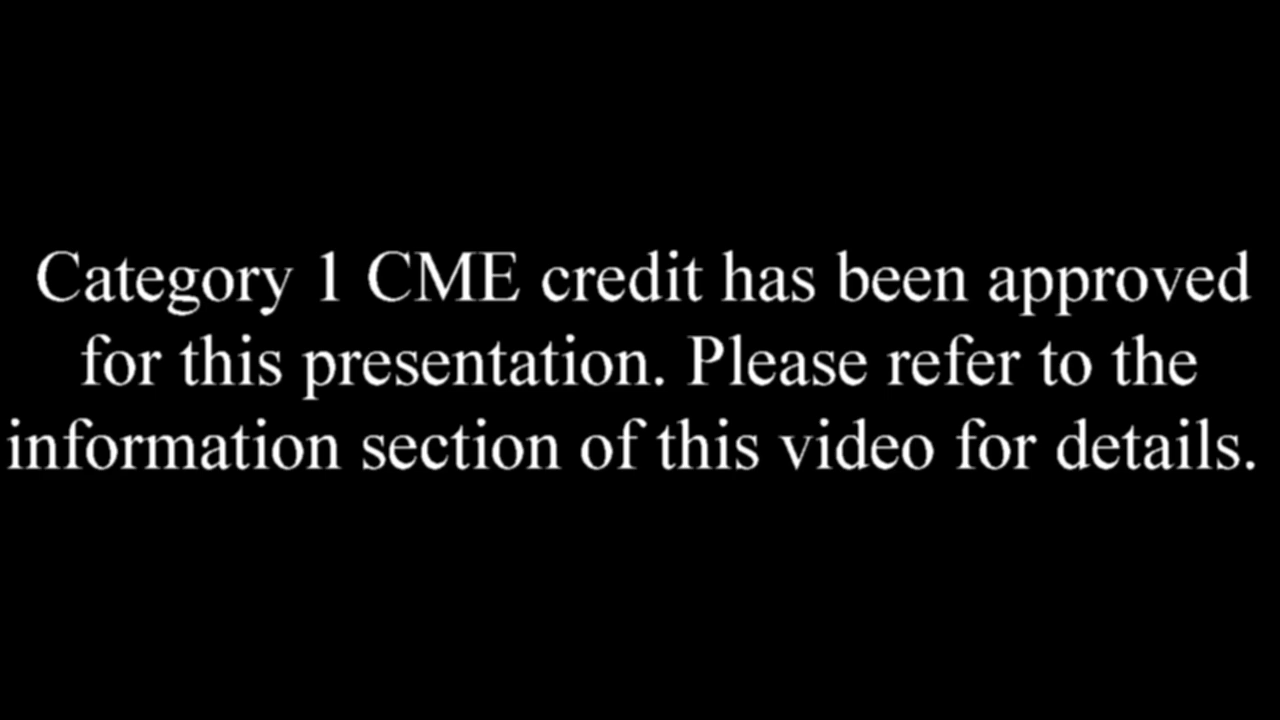 Category 1 CME credit has been approved
for this presentation. Please refer to the
information section of this video for details.